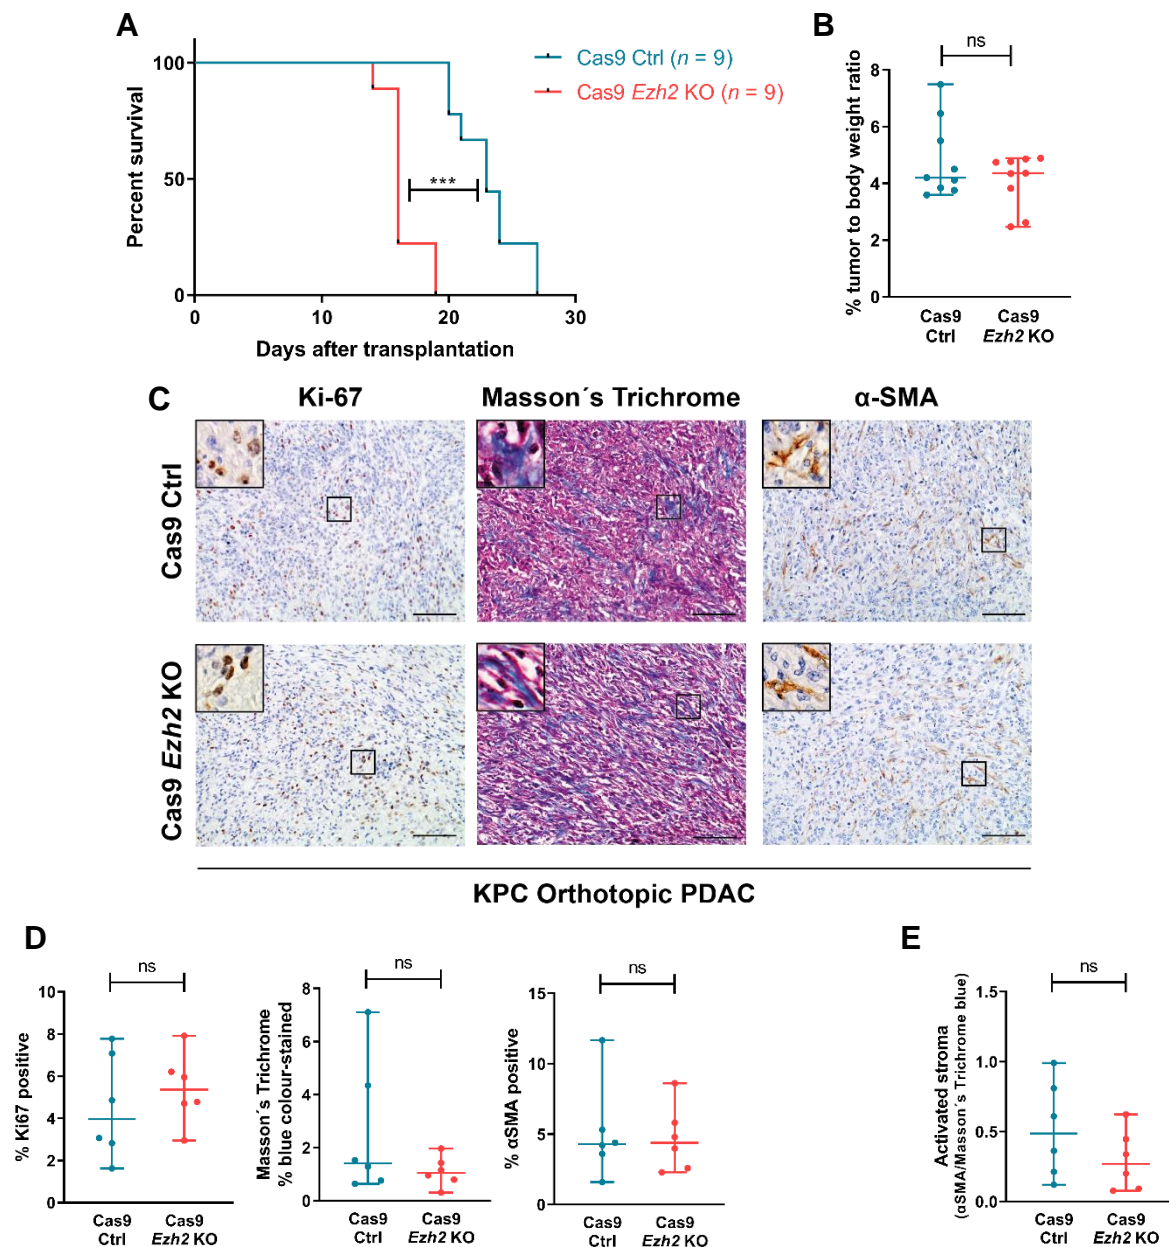 A
100
50
0
Percent survival
0
10
20
30
Days after transplantation
***
Cas9 Ctrl (n = 9)
Cas9 Ezh2 KO (n = 9)
B
ns
8
6
4
2
0
% tumor to body weight ratio
Cas9
Ctrl
Cas9
Ezh2 KO
C
Ki-67
Masson´s Trichrome
α-SMA
Cas9 Ctrl
Cas9 Ezh2 KO
KPC Orthotopic PDAC
D
ns
10
8
6
4
2
0
% Ki67 positive
Cas9
Ctrl
Cas9
Ezh2 KO
ns
8
6
4
2
0
Masson´s Trichrome
% blue colour-stained
Cas9
Ctrl
Cas9
Ezh2 KO
ns
15
10
5
0
% αSMA positive
Cas9
Ctrl
Cas9
Ezh2 KO
E
ns
1.0
0.5
0.0
Activated stroma
(αSMA/Masson´s Trichrome blue)
Cas9
Ctrl
Cas9
Ezh2 KO